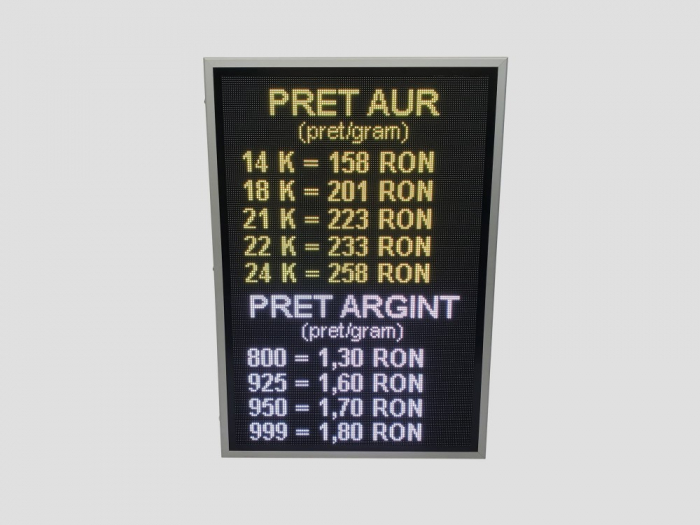 PRET AUR
(pret/gram)
14 K = 158 RON
18 K = 201 RON
21 K = 223 RON
22 K = 233 RON
24 K = 258 RON
PRET ARGINT
(pret/gram)
800 = 1,30 RON
925 = 1,60 RON
950 = 1,70 RON
999 = 1,80 RON